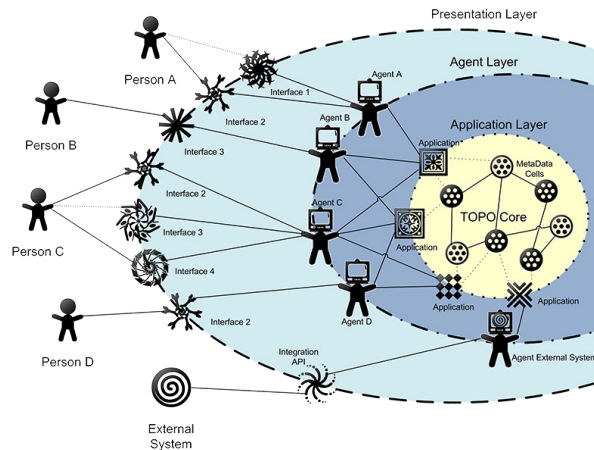 Presentation Layer
Person A
Agent Layer
Agent A
Interface 1
Interface 2
Agent B
Application Layer
Person B
Interface 3
Application
MetaData
Cells
Interface 2
Agent C
TOPO Core
Person C
Interface 3
Application
Interface 4
Application
Application
Agent D
Interface 2
Person D
Integration
API
Agent External System
External
System